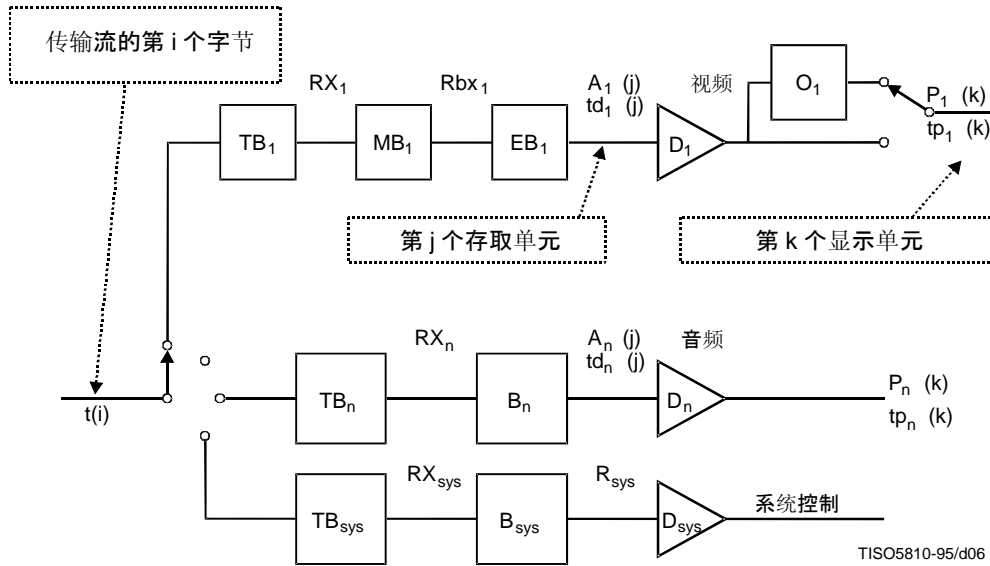 传输流的第 i 个字节
RX₁
Rbx₁
A₁ (j)
td₁ (j)
视频
O₁
P₁ (k)
tp₁ (k)
TB₁
MB₁
EB₁
D₁
第 j 个存取单元
第 k 个显示单元
RXₙ
Aₙ (j)
tdₙ (j)
音频
t(i)
TBₙ
Bₙ
Dₙ
Pₙ (k)
tpₙ (k)
RXsys
Rsys
TBsys
Bsys
Dsys
系统控制
TISO5810-95/d06